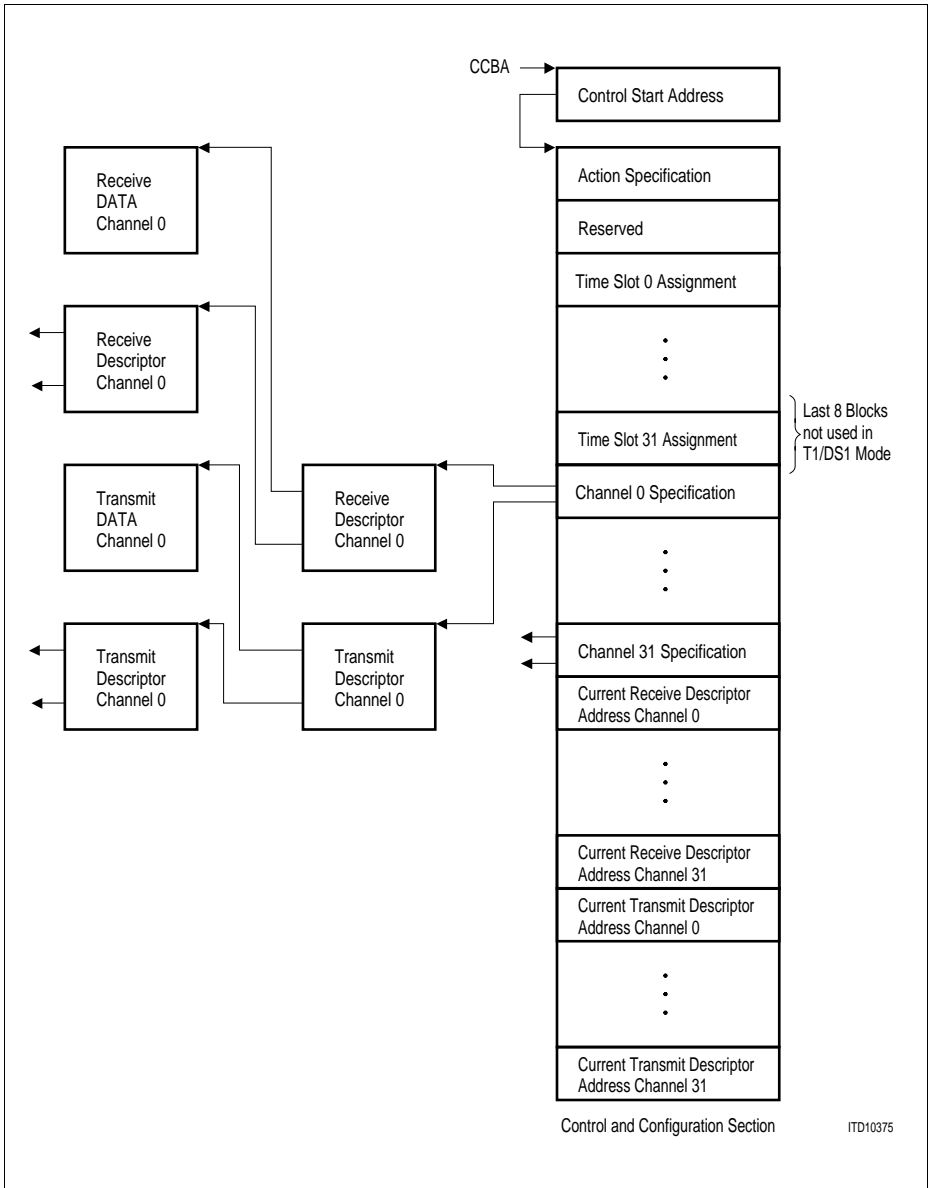 CCBA
Control Start Address
Action Specification
Reserved
Time Slot 0 Assignment
Time Slot 31 Assignment
Last 8 Blocks
not used in
T1/DS1 Mode
Channel 0 Specification
Channel 31 Specification
Current Receive Descriptor
Address Channel 0
Current Receive Descriptor
Address Channel 31
Current Transmit Descriptor
Address Channel 0
Current Transmit Descriptor
Address Channel 31
Receive
DATA
Channel 0
Receive
Descriptor
Channel 0
Transmit
DATA
Channel 0
Transmit
Descriptor
Channel 0
Receive
Descriptor
Channel 0
Transmit
Descriptor
Channel 0
Control and Configuration Section
ITD10375